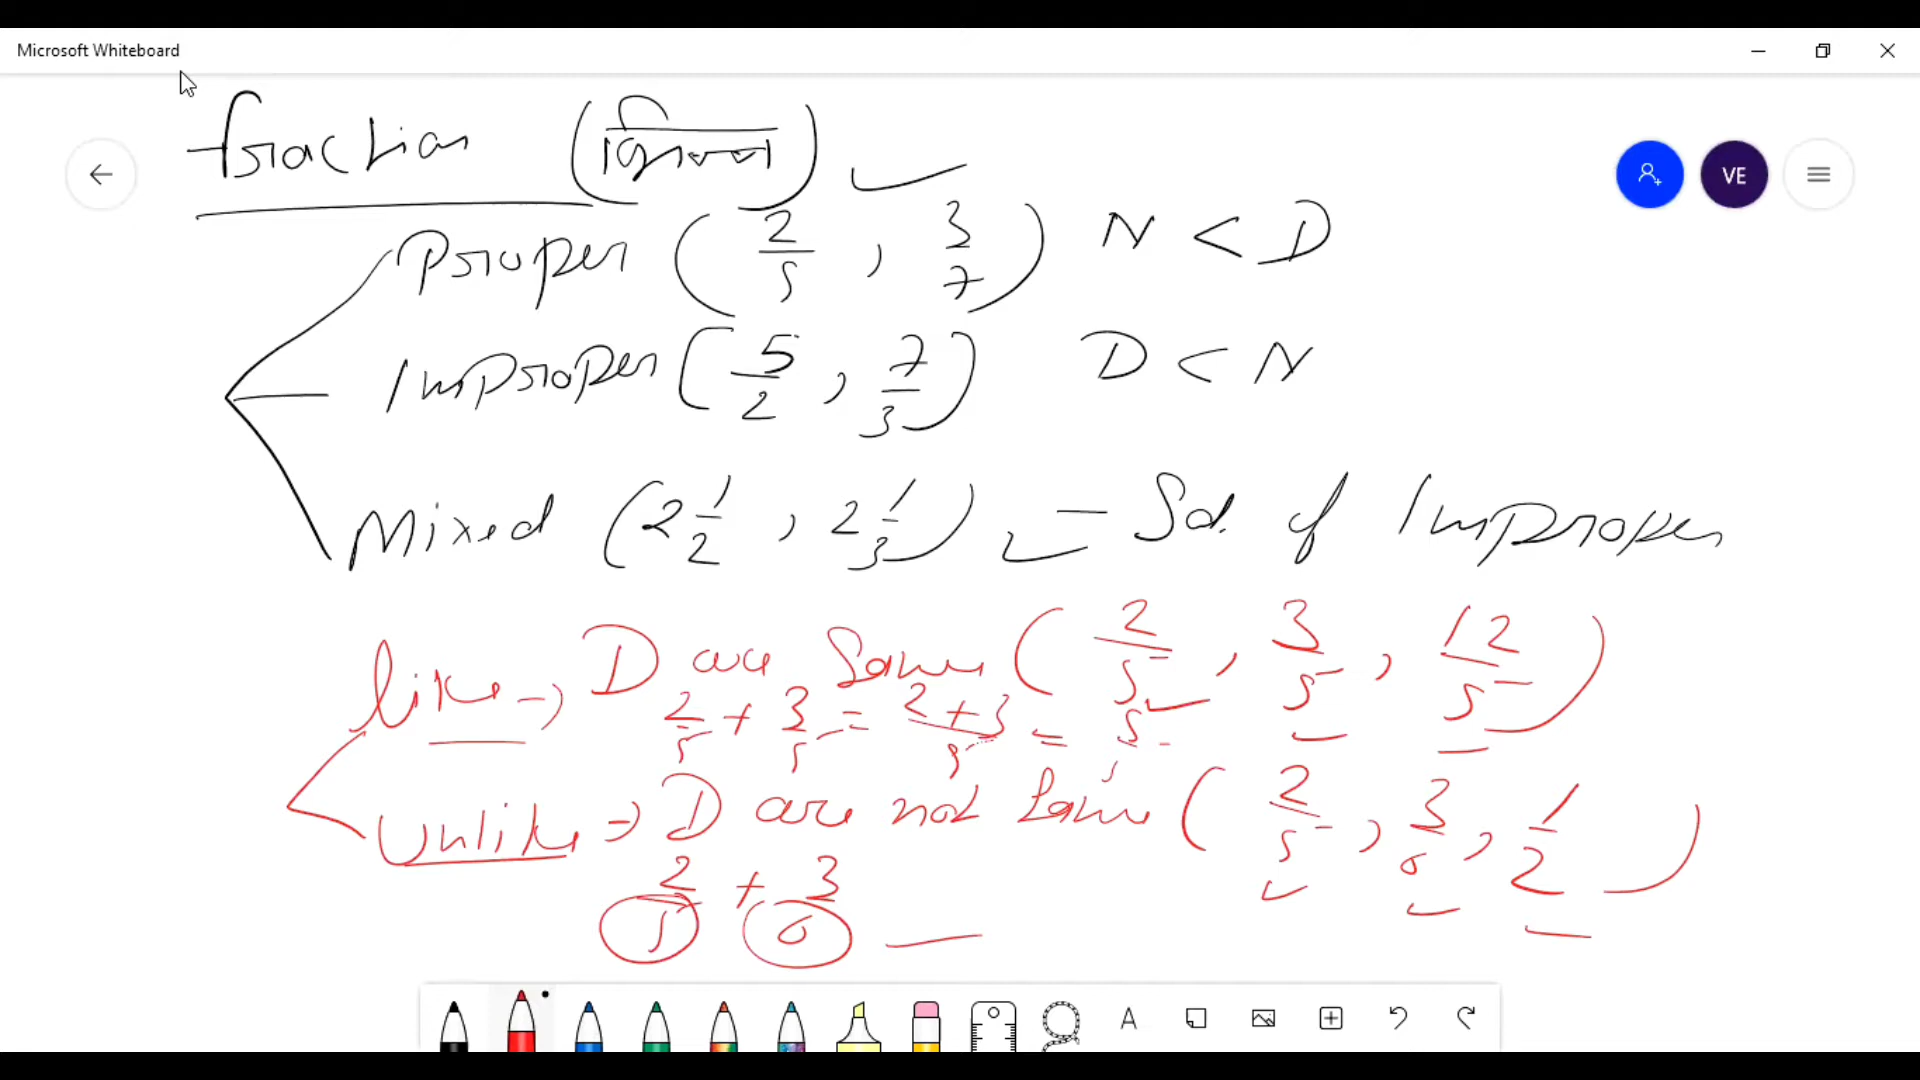 Microsoft Whiteboard
fraction (भिन्न)
VE
Proper (2/5, 3/7) N < D
Improper (5/2, 7/3) D < N
Mixed (2 1/2, 2 1/3) - Sol. of Improper
like → D are Same (2/5, 3/5, 12/5)
2/5 + 3/5 = 2+3/5 = 5/5
Unlike → D are not Same (2/5, 3/6, 1/2)
2/5 + 3/6
A